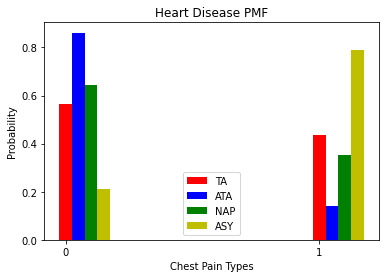 Heart Disease PMF
Probability
0.8
0.6
0.4
0.2
0.0
TA
ATA
NAP
ASY
0 1
Chest Pain Types